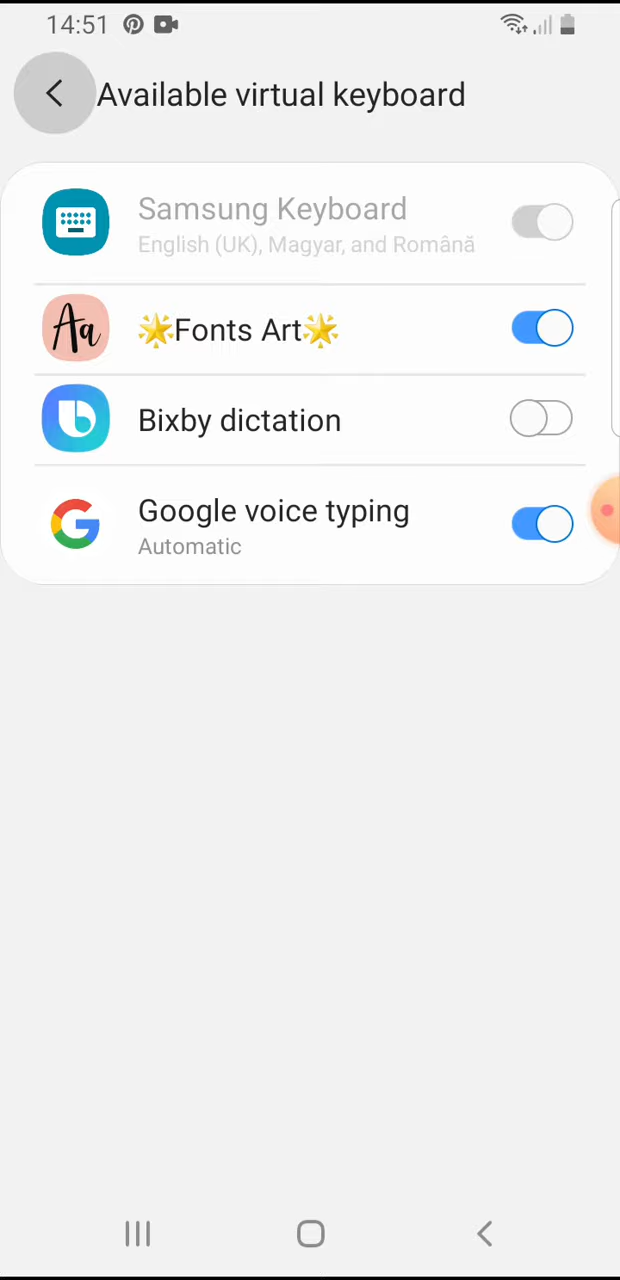 14:51
Available virtual keyboard
Samsung Keyboard
English (UK), Magyar, and Română
Aa
🌟Fonts Art🌟
Bixby dictation
Google voice typing
Automatic